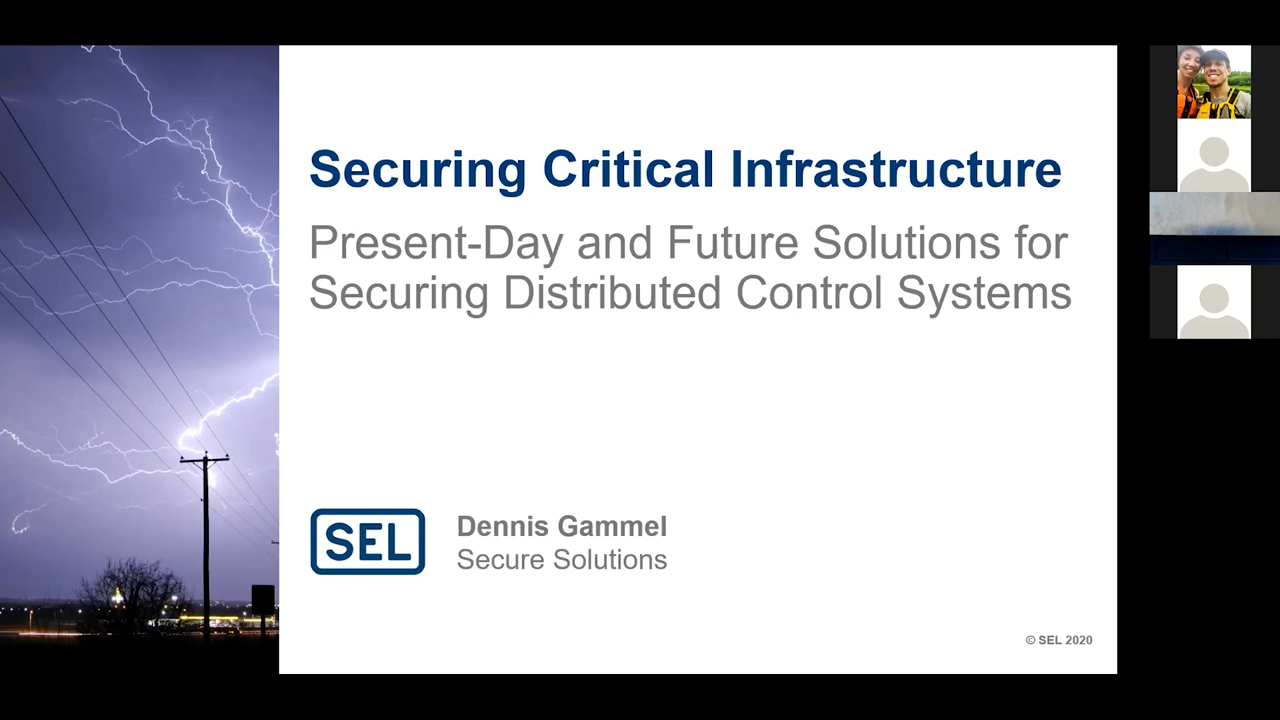 Securing Critical Infrastructure
Present-Day and Future Solutions for
Securing Distributed Control Systems
SEL
Dennis Gammel
Secure Solutions
© SEL 2020